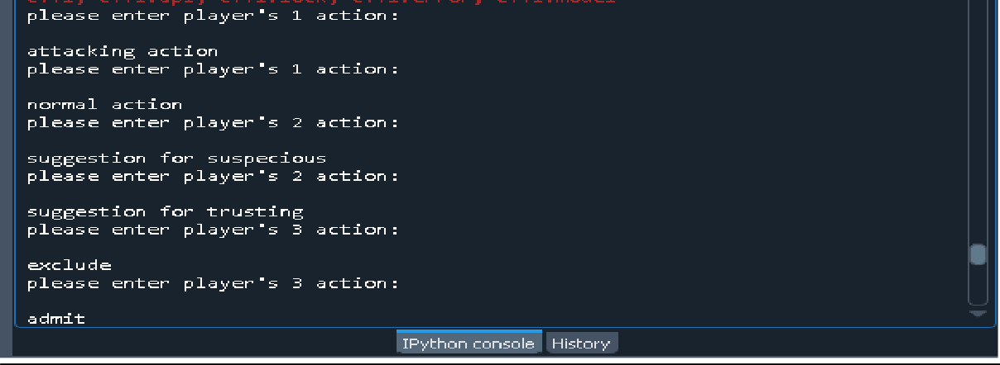 please enter player's 1 action:
attacking action
please enter player's 1 action:
normal action
please enter player's 2 action:
suggestion for suspecious
please enter player's 2 action:
suggestion for trusting
please enter player's 3 action:
exclude
please enter player's 3 action:
admit
IPython console History